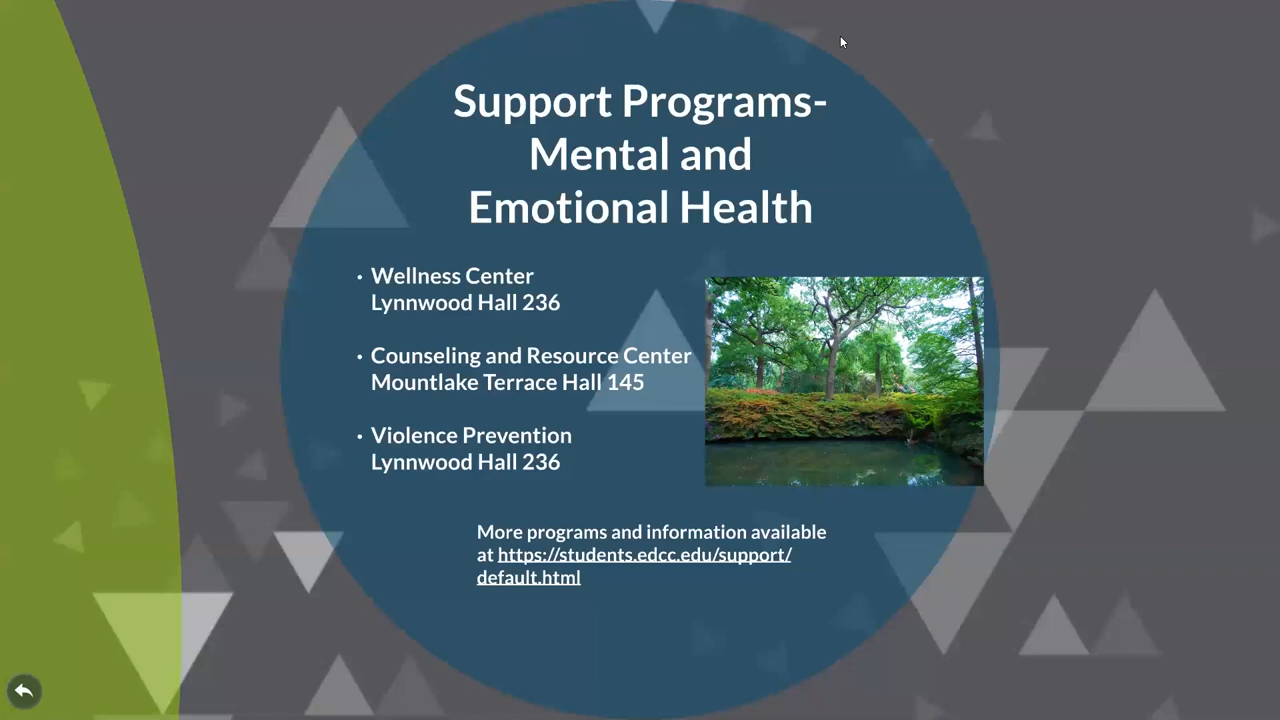 Support Programs-
Mental and
Emotional Health
• Wellness Center
Lynnwood Hall 236
• Counseling and Resource Center
Mountlake Terrace Hall 145
• Violence Prevention
Lynnwood Hall 236
More programs and information available
at https://students.edcc.edu/support/
default.html